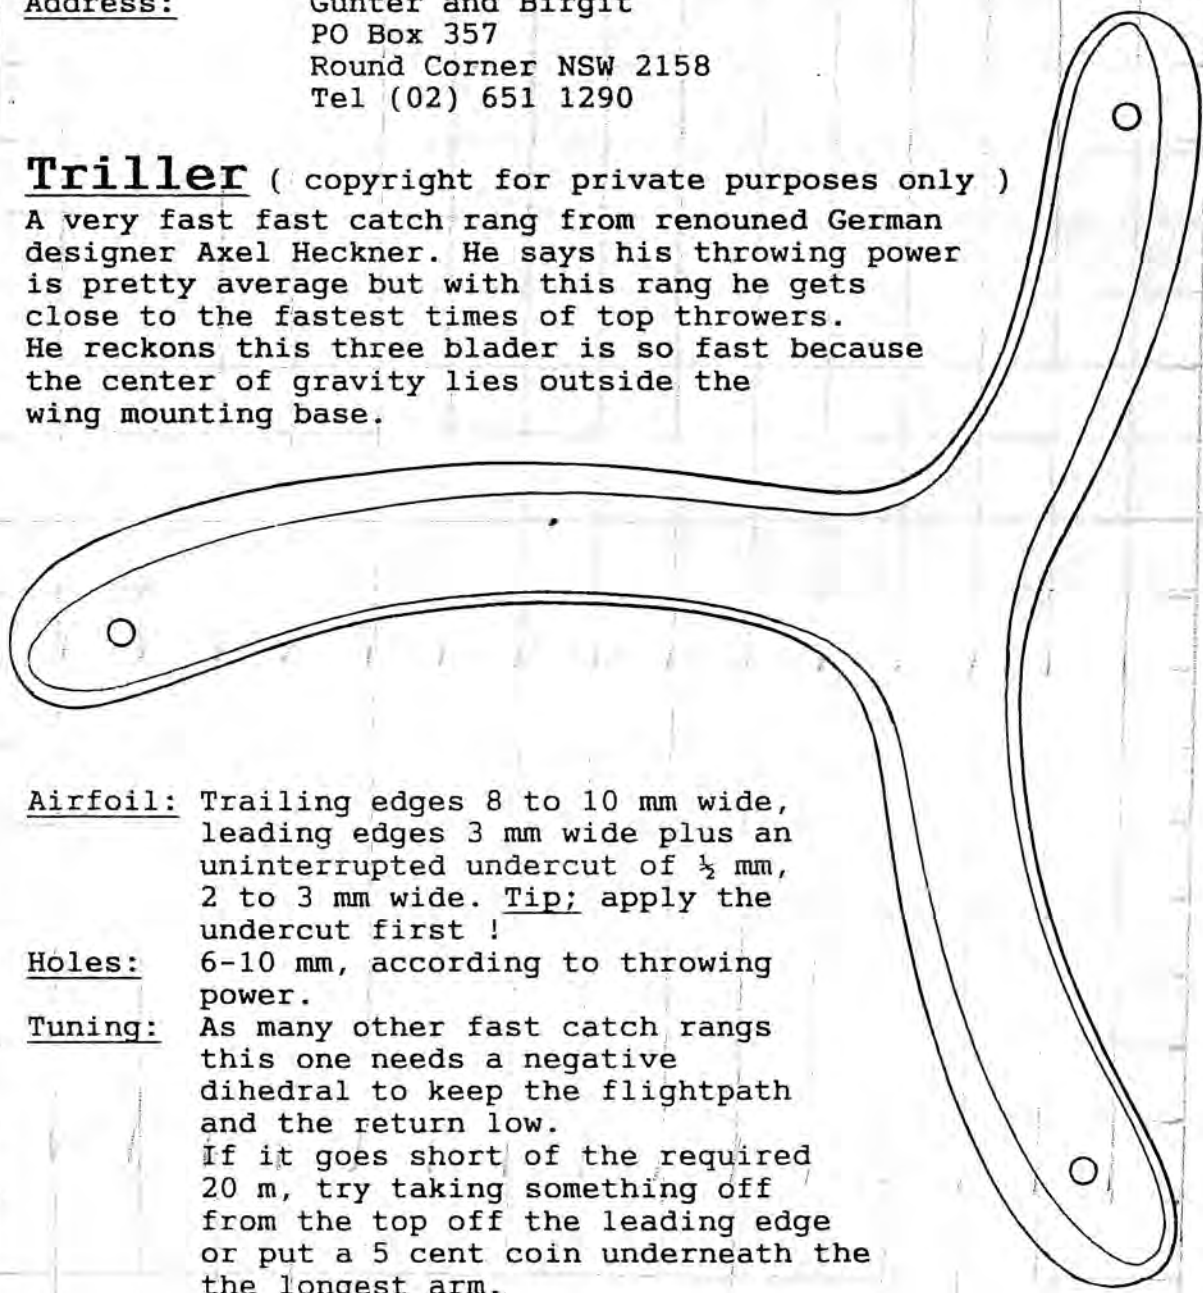 Address: Gunter and Birgit
PO Box 357
Round Corner NSW 2158
Tel (02) 651 1290
Triller ( copyright for private purposes only )
A very fast fast catch rang from renouned German
designer Axel Heckner. He says his throwing power
is pretty average but with this rang he gets
close to the fastest times of top throwers.
He reckons this three blader is so fast because
the center of gravity lies outside the
wing mounting base.
Airfoil: Trailing edges 8 to 10 mm wide,
leading edges 3 mm wide plus an
uninterrupted undercut of ½ mm,
2 to 3 mm wide. Tip; apply the
undercut first !
Holes: 6-10 mm, according to throwing
power.
Tuning: As many other fast catch rangs
this one needs a negative
dihedral to keep the flightpath
and the return low.
If it goes short of the required
20 m, try taking something off
from the top off the leading edge
or put a 5 cent coin underneath the
the longest arm.